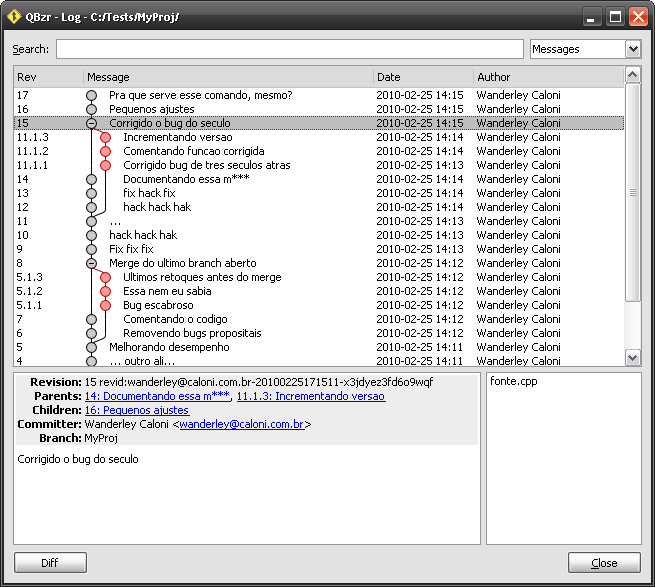 QBzr - Log - C:/Tests/MyProj/
Search: Messages
Rev Message Date Author
17 Pra que serve esse comando, mesmo? 2010-02-25 14:15 Wanderley Caloni
16 Pequenos ajustes 2010-02-25 14:15 Wanderley Caloni
15 Corrigido o bug do seculo 2010-02-25 14:15 Wanderley Caloni
11.1.3 Incrementando versao 2010-02-25 14:14 Wanderley Caloni
11.1.2 Comentando funcao corrigida 2010-02-25 14:14 Wanderley Caloni
11.1.1 Corrigido bug de tres seculos atras 2010-02-25 14:13 Wanderley Caloni
14 Documentando essa m*** 2010-02-25 14:14 Wanderley Caloni
13 fix hack fix 2010-02-25 14:14 Wanderley Caloni
12 hack hack hak 2010-02-25 14:14 Wanderley Caloni
11 ... 2010-02-25 14:13 Wanderley Caloni
10 hack hack hak 2010-02-25 14:13 Wanderley Caloni
9 Fix fix fix 2010-02-25 14:13 Wanderley Caloni
8 Merge do ultimo branch aberto 2010-02-25 14:12 Wanderley Caloni
5.1.3 Ultimos retoques antes do merge 2010-02-25 14:12 Wanderley Caloni
5.1.2 Essa nem eu sabia 2010-02-25 14:12 Wanderley Caloni
5.1.1 Bug escabroso 2010-02-25 14:12 Wanderley Caloni
7 Comentando o codigo 2010-02-25 14:12 Wanderley Caloni
6 Removendo bugs propositais 2010-02-25 14:12 Wanderley Caloni
5 Melhorando desempenho 2010-02-25 14:11 Wanderley Caloni
4 ... outro ali... 2010-02-25 14:11 Wanderley Caloni
Revision: 15 revid:wanderley@caloni.com.br-20100225171511-x3jdyez3fd6o9wqf
Parents: 14: Documentando essa m***, 11.1.3: Incrementando versao
Children: 16: Pequenos ajustes
Committer: Wanderley Caloni <wanderley@caloni.com.br>
Branch: MyProj
Corrigido o bug do seculo
fonte.cpp
Diff Close